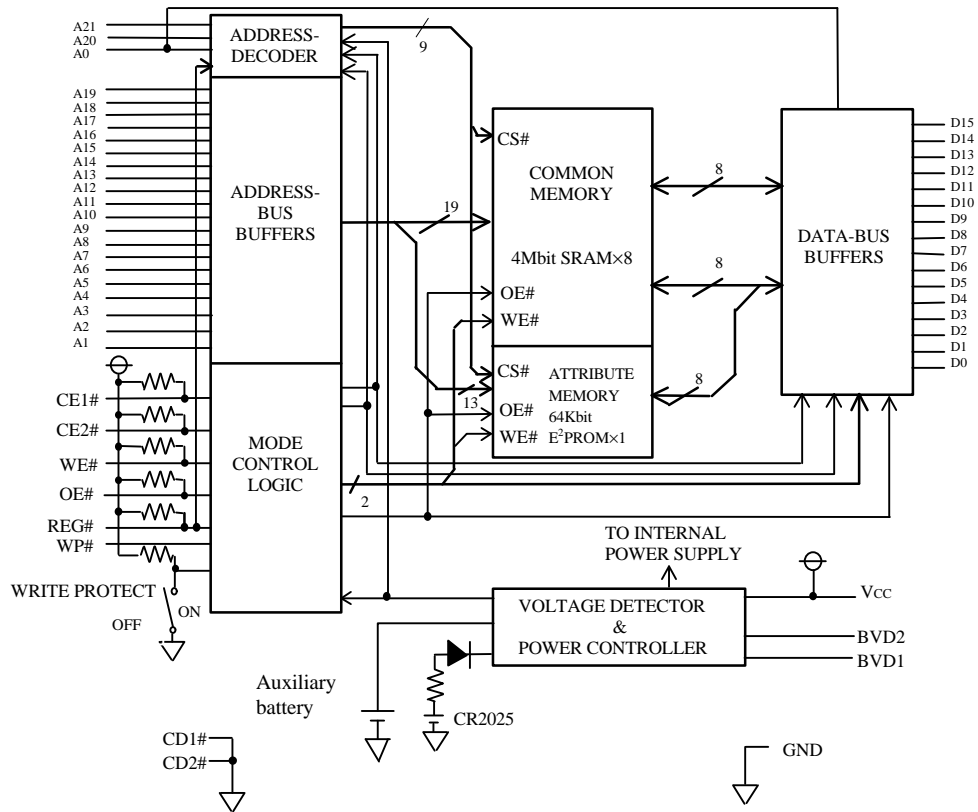 A21
A20
A0
ADDRESS-
DECODER
9
A19
A18
A17
A16
A15
A14
A13
A12
A11
A10
A9
A8
A7
A6
A5
A4
A3
A2
A1
ADDRESS-
BUS
BUFFERS
19
CS#
COMMON
MEMORY
4Mbit SRAM×8
OE#
WE#
8
8
DATA-BUS
BUFFERS
D15
D14
D13
D12
D11
D10
D9
D8
D7
D6
D5
D4
D3
D2
D1
D0
CS#
13
OE#
WE#
ATTRIBUTE
MEMORY
64Kbit
E²PROM×1
8
CE1#
CE2#
WE#
OE#
REG#
WP#
MODE
CONTROL
LOGIC
2
WRITE PROTECT
ON
OFF
TO INTERNAL
POWER SUPPLY
VOLTAGE DETECTOR
&
POWER CONTROLLER
VCC
BVD2
BVD1
Auxiliary
battery
CR2025
CD1#
CD2#
GND